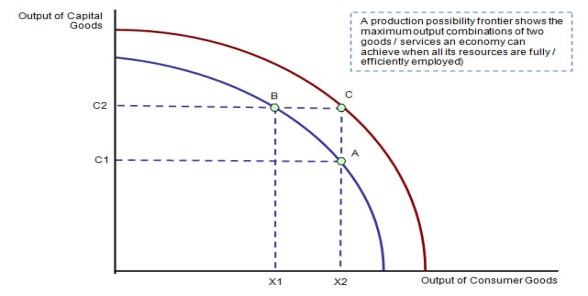 Output of Capital
Goods
A production possibility frontier shows the
maximum output combinations of two
goods / services an economy can
achieve when all its resources are fully /
efficiently employed)
B
C
C2
A
C1
X1
X2
Output of Consumer Goods